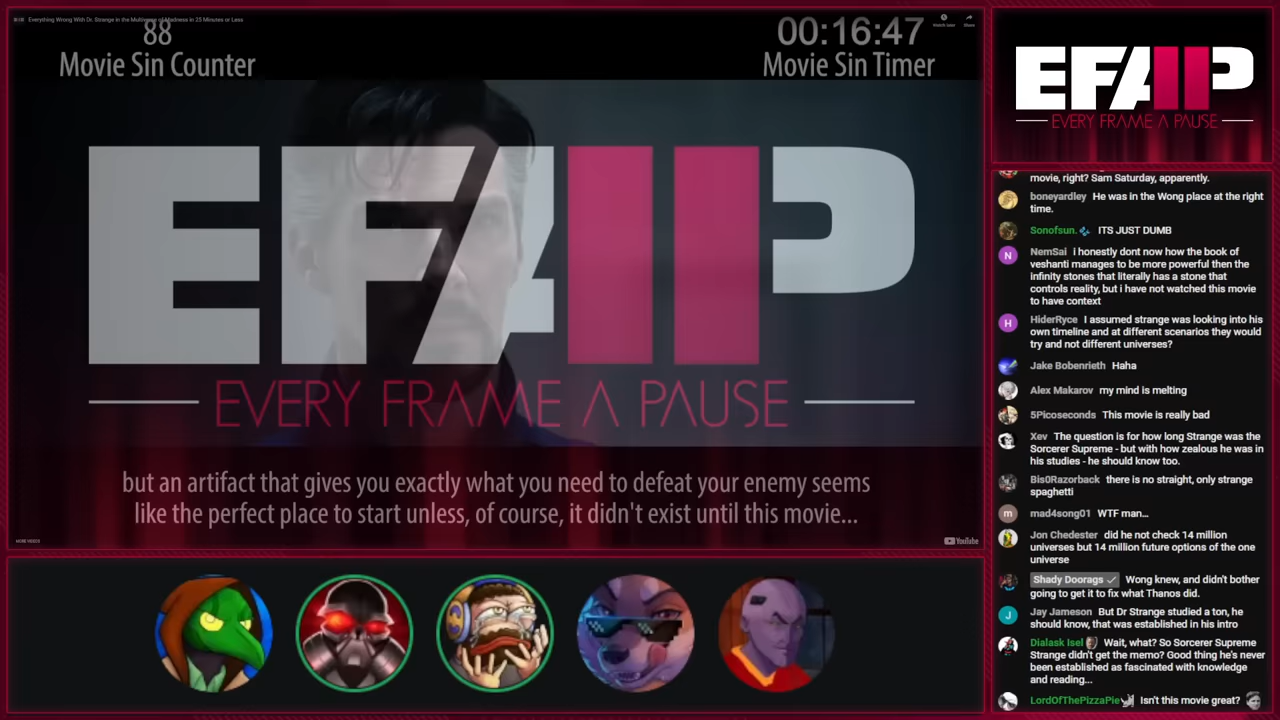 Everything Wrong With Dr. Strange in the Multiverse of Madness in 25 Minutes or Less
Watch later
Share
88
Movie Sin Counter
00:16:47
Movie Sin Timer
EFAP
EVERY FRAME A PAUSE
but an artifact that gives you exactly what you need to defeat your enemy seems
like the perfect place to start unless, of course, it didn't exist until this movie...
MORE VIDEOS
YouTube
EFAP
EVERY FRAME A PAUSE
movie, right? Sam Saturday, apparently.
boneyardley He was in the Wong place at the right
time.
Sonofsun. ITS JUST DUMB
N
NemSai i honestly dont now how the book of
veshanti manages to be more powerful then the
infinity stones that literally has a stone that
controls reality, but i have not watched this movie
to have context
H
HiderRyce I assumed strange was looking into his
own timeline and at different scenarios they would
try and not different universes?
Jake Bobenrieth Haha
Alex Makarov my mind is melting
5Picoseconds This movie is really bad
Xev The question is for how long Strange was the
Sorcerer Supreme - but with how zealous he was in
his studies - he should know too.
Bis0Razorback there is no straight, only strange
spaghetti
m
mad4song01 WTF man...
Jon Chedester did he not check 14 million
universes but 14 million future options of the one
universe
Shady Doorags ✓ Wong knew, and didn't bother
going to get it to fix what Thanos did.
J
Jay Jameson But Dr Strange studied a ton, he
should know, that was established in his intro
Dialask Isel Wait, what? So Sorcerer Supreme
Strange didn't get the memo? Good thing he's never
been established as fascinated with knowledge
and reading...
LordOfThePizzaPie Isn't this movie great?